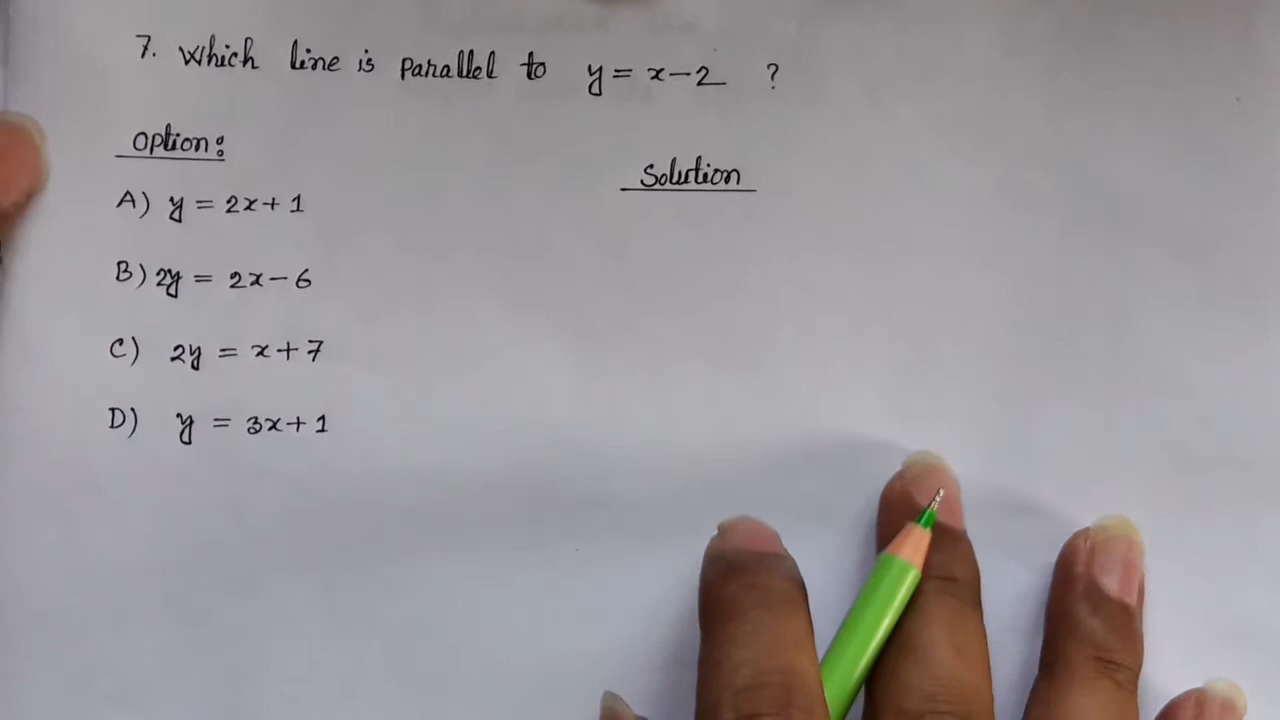 7. Which line is parallel to y = x - 2 ?
Option:
Solution
A) y = 2x + 1
B) 2y = 2x - 6
C) 2y = x + 7
D) y = 3x + 1